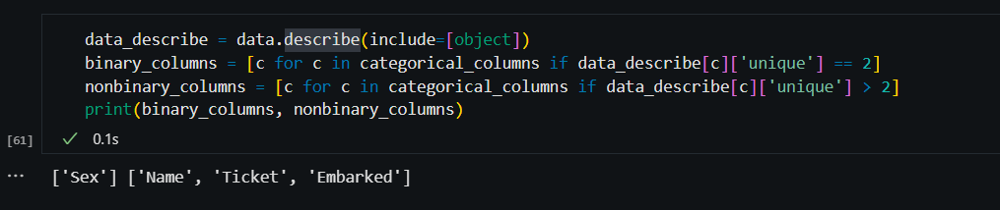 data_describe = data.describe(include=[object])
binary_columns = [c for c in categorical_columns if data_describe[c]['unique'] == 2]
nonbinary_columns = [c for c in categorical_columns if data_describe[c]['unique'] > 2]
print(binary_columns, nonbinary_columns)
[61] ✓ 0.1s
... ['Sex'] ['Name', 'Ticket', 'Embarked']